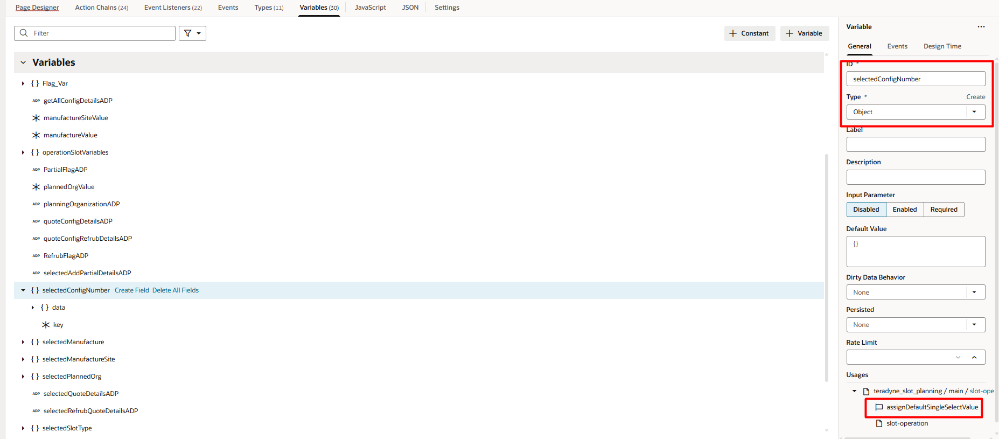 Page Designer
Action Chains (24)
Event Listeners (22)
Events
Types (11)
Variables (30)
JavaScript
JSON
Settings
Filter
Constant
Variable
Variables
{ } Flag_Var
ADP getAllConfigDetailsADP
manufactureSiteValue
manufactureValue
{ } operationSlotVariables
ADP PartialFlagADP
plannedOrgValue
ADP planningOrganizationADP
ADP quoteConfigDetailsADP
ADP quoteConfigRefrubDetailsADP
ADP RefrubFlagADP
ADP selectedAddPartialDetailsADP
{ } selectedConfigNumber Create Field Delete All Fields
{ } data
key
{ } selectedManufacture
{ } selectedManufactureSite
{ } selectedPlannedOrg
ADP selectedQuoteDetailsADP
ADP selectedRefrubQuoteDetailsADP
{ } selectedSlotType
Variable
General
Events
Design Time
ID *
selectedConfigNumber
Type * Create
Object
Label
Description
Input Parameter
Disabled
Enabled
Required
Default Value
{}
Dirty Data Behavior
None
Persisted
None
Rate Limit
Usages
teradyne_slot_planning / main / slot-ope
assignDefaultSingleSelectValue
slot-operation